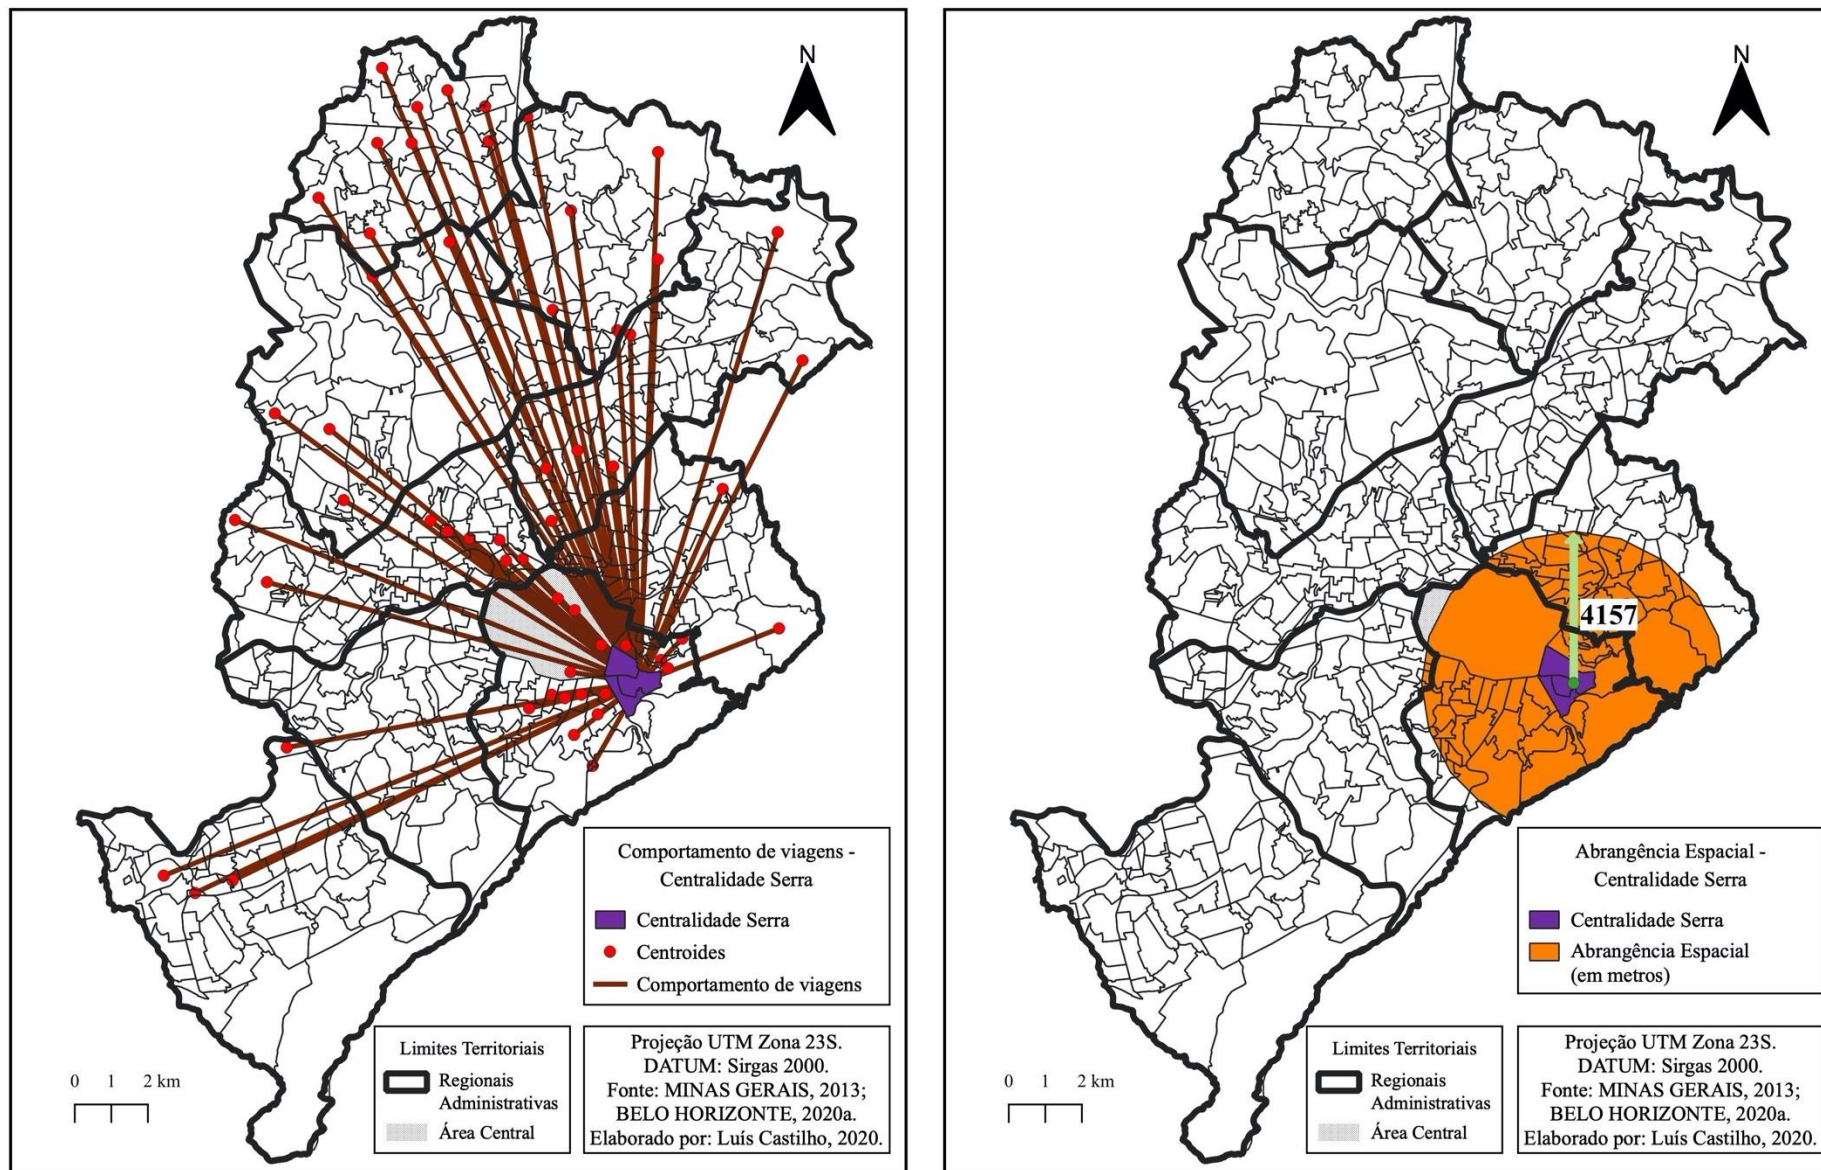 N
Comportamento de viagens -
Centralidade Serra
Centralidade Serra
Centroides
Comportamento de viagens
Limites Territoriais
Regionais
Administrativas
Área Central
Projeção UTM Zona 23S.
DATUM: Sirgas 2000.
Fonte: MINAS GERAIS, 2013;
BELO HORIZONTE, 2020a.
Elaborado por: Luís Castilho, 2020.
0 1 2 km
N
4157
Abrangência Espacial -
Centralidade Serra
Centralidade Serra
Abrangência Espacial
(em metros)
Limites Territoriais
Regionais
Administrativas
Área Central
Projeção UTM Zona 23S.
DATUM: Sirgas 2000.
Fonte: MINAS GERAIS, 2013;
BELO HORIZONTE, 2020a.
Elaborado por: Luís Castilho, 2020.
0 1 2 km